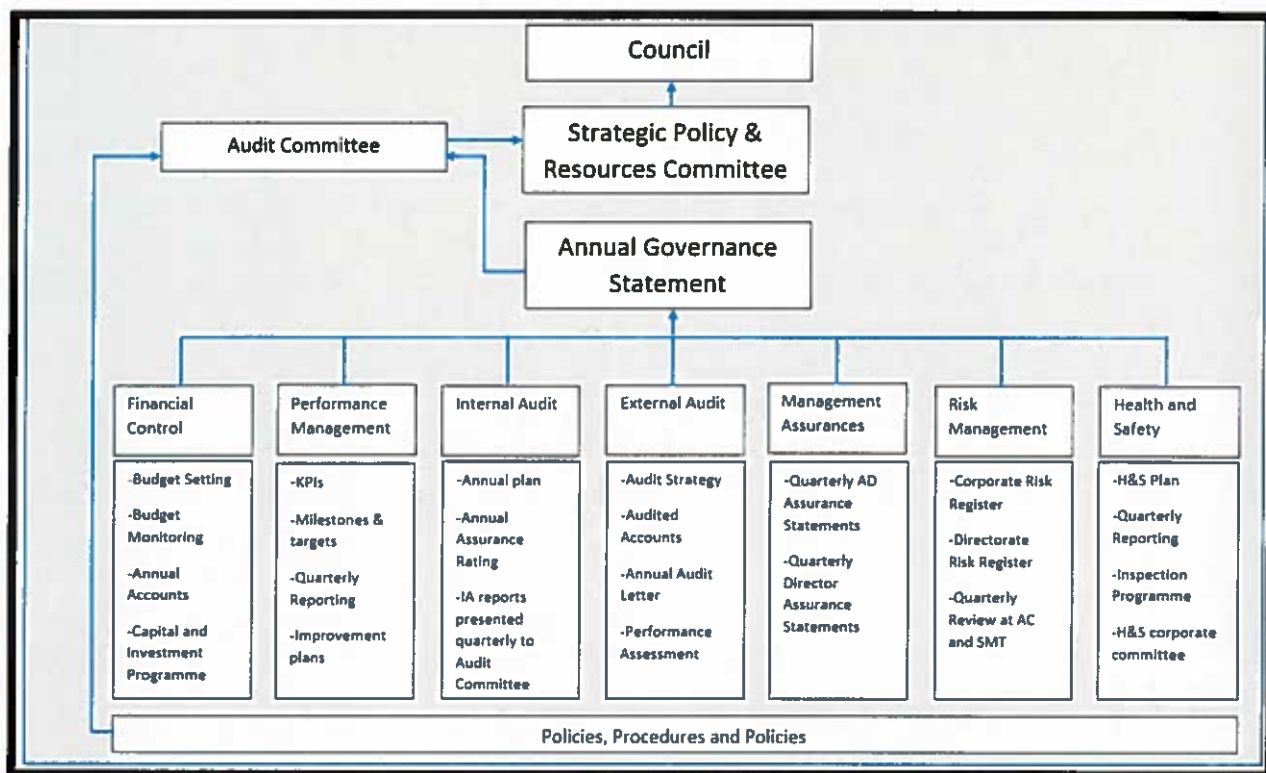 Council
Audit Committee
Strategic Policy &
Resources Committee
Annual Governance
Statement
Financial
Control
Performance
Management
Internal Audit
External Audit
Management
Assurances
Risk
Management
Health and
Safety
-Budget Setting
-Budget
Monitoring
-Annual
Accounts
-Capital and
Investment
Programme
-KPIs
-Milestones &
targets
-Quarterly
Reporting
-Improvement
plans
-Annual plan
-Annual
Assurance
Rating
-IA reports
presented
quarterly to
Audit
Committee
-Audit Strategy
-Audited
Accounts
-Annual Audit
Letter
-Performance
Assessment
-Quarterly AD
Assurance
Statements
-Quarterly
Director
Assurance
Statements
-Corporate Risk
Register
-Directorate
Risk Register
-Quarterly
Review at AC
and SMT
-H&S Plan
-Quarterly
Reporting
-Inspection
Programme
-H&S corporate
committee
Policies, Procedures and Policies